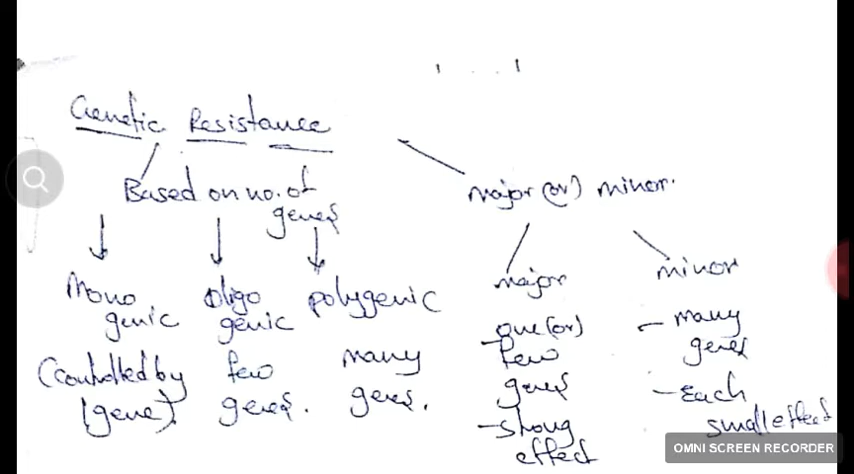 Genetic Resistance
Based on no. of
genes
major (or) minor.
Mono
genic
oligo
genic
polygenic
(controlled by
1 gene).
few
genes.
many
genes.
major
one (or)
few
genes
- strong
effect
minor
- many
genes
- Each
small effect
OMNI SCREEN RECORDER